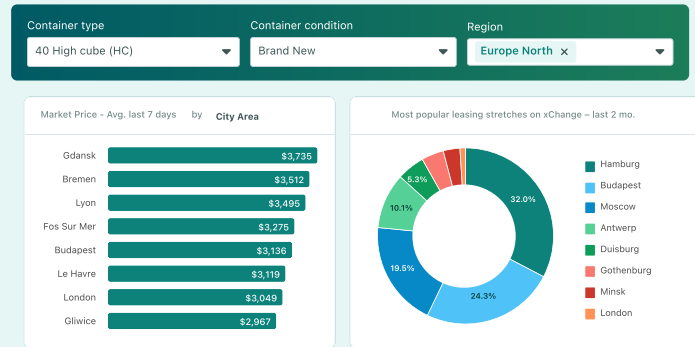 Container type
Container condition
Region
40 High cube (HC)
Brand New
Europe North ×
Market Price - Avg. last 7 days by City Area
Gdansk $3,735
Bremen $3,512
Lyon $3,495
Fos Sur Mer $3,275
Budapest $3,136
Le Havre $3,119
London $3,049
Gliwice $2,967
Most popular leasing stretches on xChange – last 2 mo.
32.0%
24.3%
19.5%
10.1%
5.3%
Hamburg
Budapest
Moscow
Antwerp
Duisburg
Gothenburg
Minsk
London